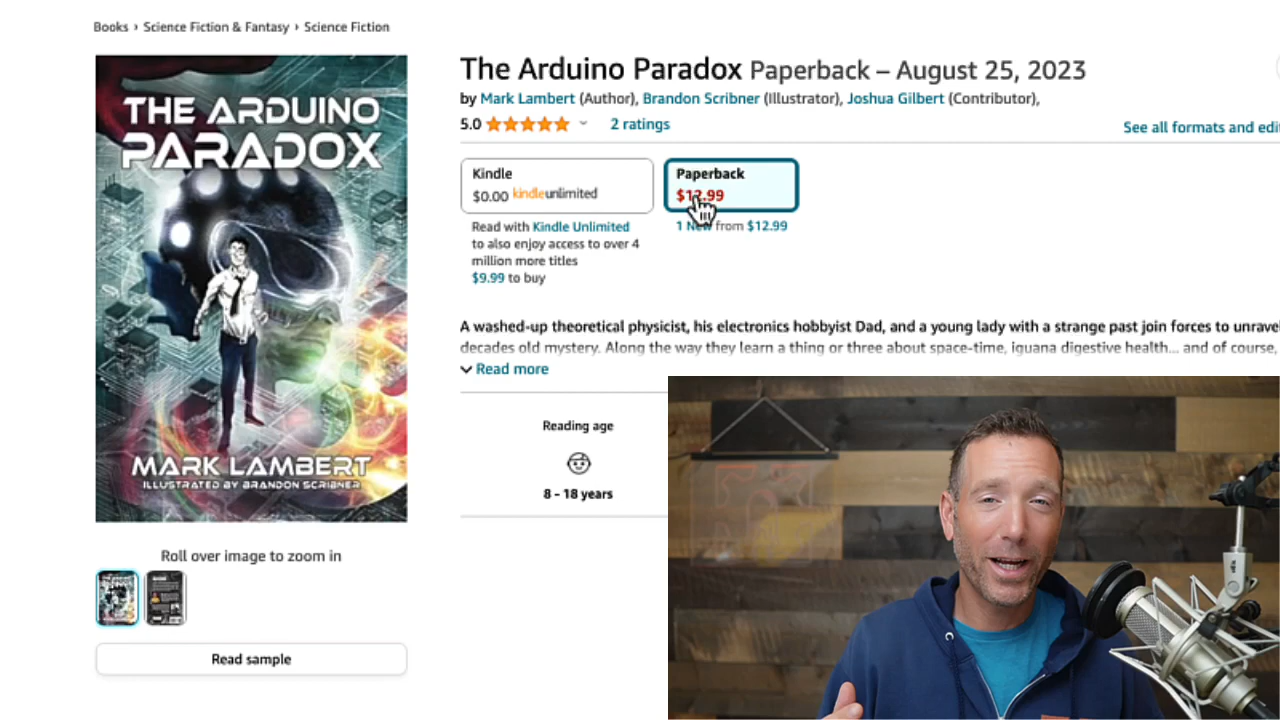 Books › Science Fiction & Fantasy › Science Fiction
THE ARDUINO
PARADOX
MARK LAMBERT
ILLUSTRATED BY BRANDON SCRIBNER
Roll over image to zoom in
Read sample
The Arduino Paradox Paperback – August 25, 2023
by Mark Lambert (Author), Brandon Scribner (Illustrator), Joshua Gilbert (Contributor),
5.0 2 ratings
See all formats and edit
Kindle
$0.00 kindleunlimited
Paperback
$12.99
Read with Kindle Unlimited
to also enjoy access to over 4
million more titles
$9.99 to buy
1 New from $12.99
A washed-up theoretical physicist, his electronics hobbyist Dad, and a young lady with a strange past join forces to unrave
decades old mystery. Along the way they learn a thing or three about space-time, iguana digestive health... and of course,
Read more
Reading age
8 - 18 years